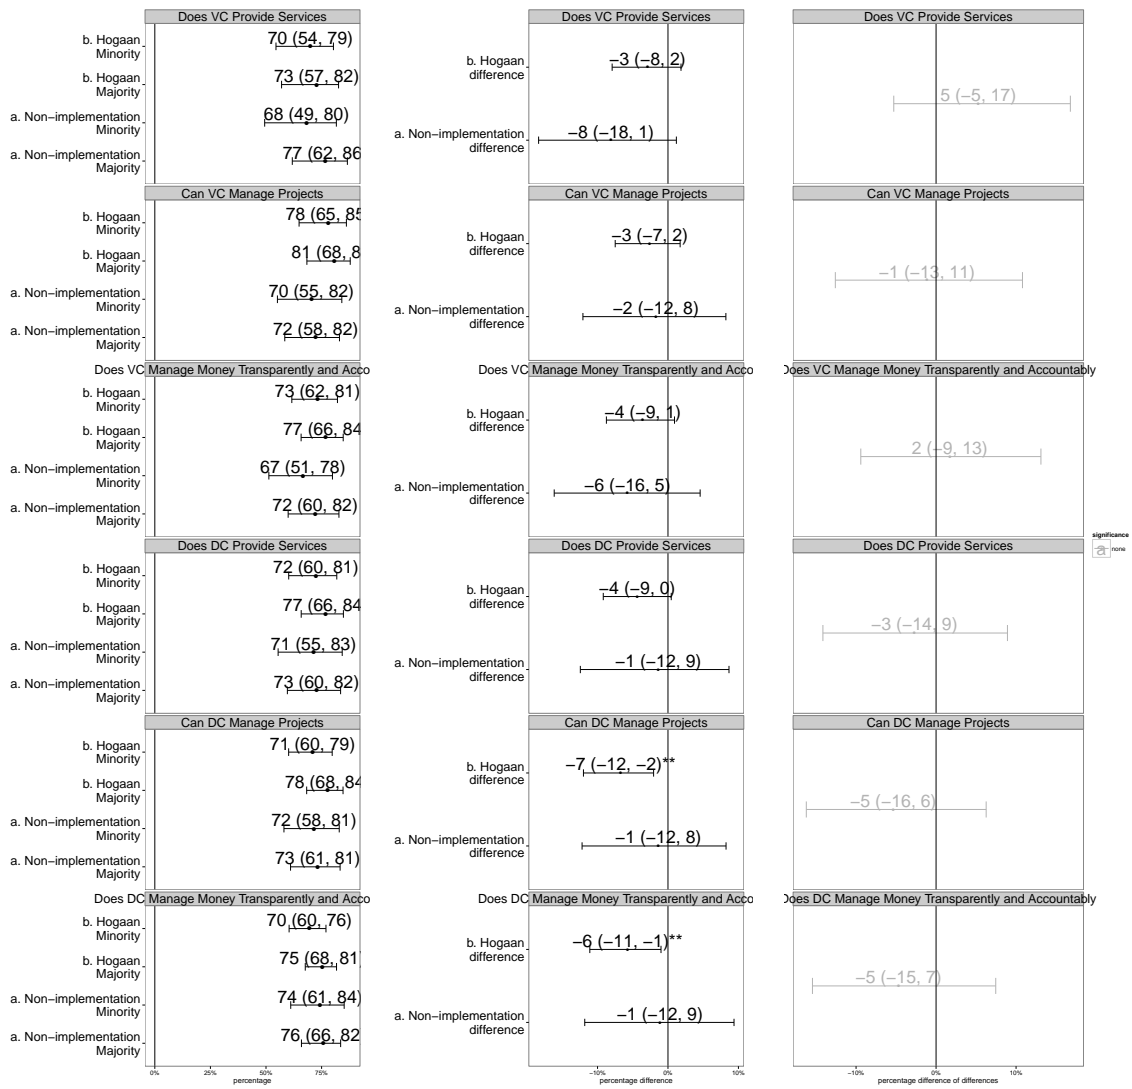 Does VC Provide Services
b. Hogaan
Minority
70 (54, 79)
b. Hogaan
Majority
73 (57, 82)
a. Non−implementation
Minority
68 (49, 80)
a. Non−implementation
Majority
77 (62, 86
Can VC Manage Projects
b. Hogaan
Minority
78 (65, 85
b. Hogaan
Majority
81 (68, 8
a. Non−implementation
Minority
70 (55, 82)
a. Non−implementation
Majority
72 (58, 82)
Does VC Manage Money Transparently and Acco
b. Hogaan
Minority
73 (62, 81)
b. Hogaan
Majority
77 (66, 84
a. Non−implementation
Minority
67 (51, 78)
a. Non−implementation
Majority
72 (60, 82)
Does DC Provide Services
b. Hogaan
Minority
72 (60, 81)
b. Hogaan
Majority
77 (66, 84
a. Non−implementation
Minority
71 (55, 83)
a. Non−implementation
Majority
73 (60, 82)
Can DC Manage Projects
b. Hogaan
Minority
71 (60, 79)
b. Hogaan
Majority
78 (68, 84
a. Non−implementation
Minority
72 (58, 81)
a. Non−implementation
Majority
73 (61, 81)
Does DC Manage Money Transparently and Acco
b. Hogaan
Minority
70 (60, 76)
b. Hogaan
Majority
75 (68, 81)
a. Non−implementation
Minority
74 (61, 84)
a. Non−implementation
Majority
76 (66, 82
0% 25% 50% 75%
percentage
Does VC Provide Services
b. Hogaan
difference
−3 (−8, 2)
a. Non−implementation
difference
−8 (−18, 1)
Can VC Manage Projects
b. Hogaan
difference
−3 (−7, 2)
a. Non−implementation
difference
−2 (−12, 8)
Does VC Manage Money Transparently and Acco
b. Hogaan
difference
−4 (−9, 1)
a. Non−implementation
difference
−6 (−16, 5)
Does DC Provide Services
b. Hogaan
difference
−4 (−9, 0)
a. Non−implementation
difference
−1 (−12, 9)
Can DC Manage Projects
b. Hogaan
difference
−7 (−12, −2)**
a. Non−implementation
difference
−1 (−12, 8)
Does DC Manage Money Transparently and Acco
b. Hogaan
difference
−6 (−11, −1)**
a. Non−implementation
difference
−1 (−12, 9)
−10% 0% 10%
percentage difference
Does VC Provide Services
5 (−5, 17)
Can VC Manage Projects
−1 (−13, 11)
Does VC Manage Money Transparently and Accountably
2 (−9, 13)
Does DC Provide Services
−3 (−14, 9)
Can DC Manage Projects
−5 (−16, 6)
Does DC Manage Money Transparently and Accountably
−5 (−15, 7)
−10% 0% 10%
percentage difference of differences
significance
a none